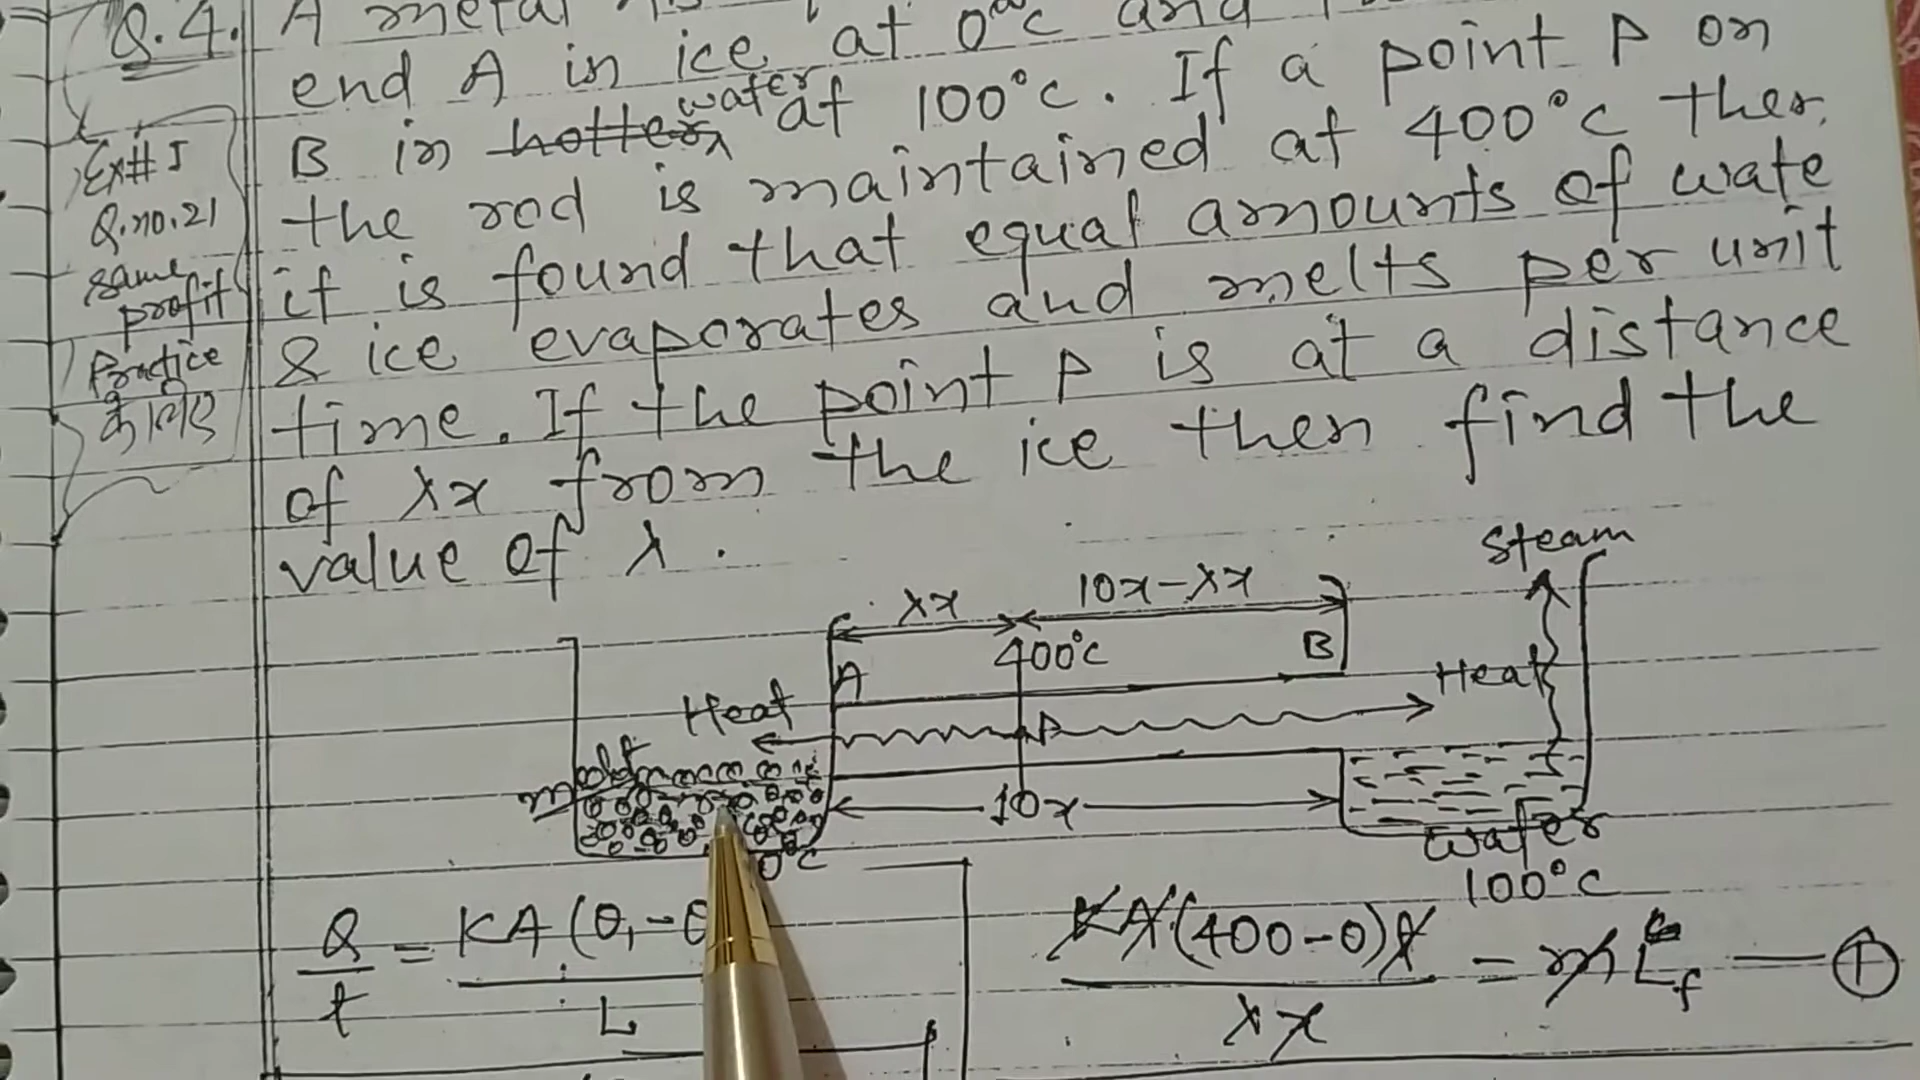 Q.4. A metal
end A in ice at 0°C and
B in hotter water at 100°C. If a point P on
the rod is maintained at 400°C then
it is found that equal amounts of wate
& ice evaporates and melts per unit
time. If the point P is at a distance
of λx from the ice then find the
value of λ.
Ex# I
Q.no.21
same
profit
Practice
के लिए
λx
10x-λx
Steam
A
400°C
B
Heat
Heat
P
melt
10x
0°C
water
100°C
Q/t = KA(θ₁-θ
L
KA(400-0)t/λx = mLf — ①